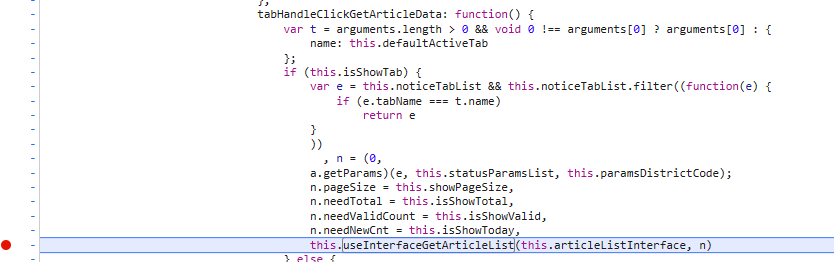 },
tabHandleClickGetArticleData: function() {
var t = arguments.length > 0 && void 0 !== arguments[0] ? arguments[0] : {
name: this.defaultActiveTab
};
if (this.isShowTab) {
var e = this.noticeTabList && this.noticeTabList.filter((function(e) {
if (e.tabName === t.name)
return e
}
))
, n = (0,
a.getParams)(e, this.statusParamsList, this.paramsDistrictCode);
n.pageSize = this.showPageSize,
n.needTotal = this.isShowTotal,
n.needValidCount = this.isShowValid,
n.needNewCnt = this.isShowToday,
this.useInterfaceGetArticleList(this.articleListInterface, n)
} else {